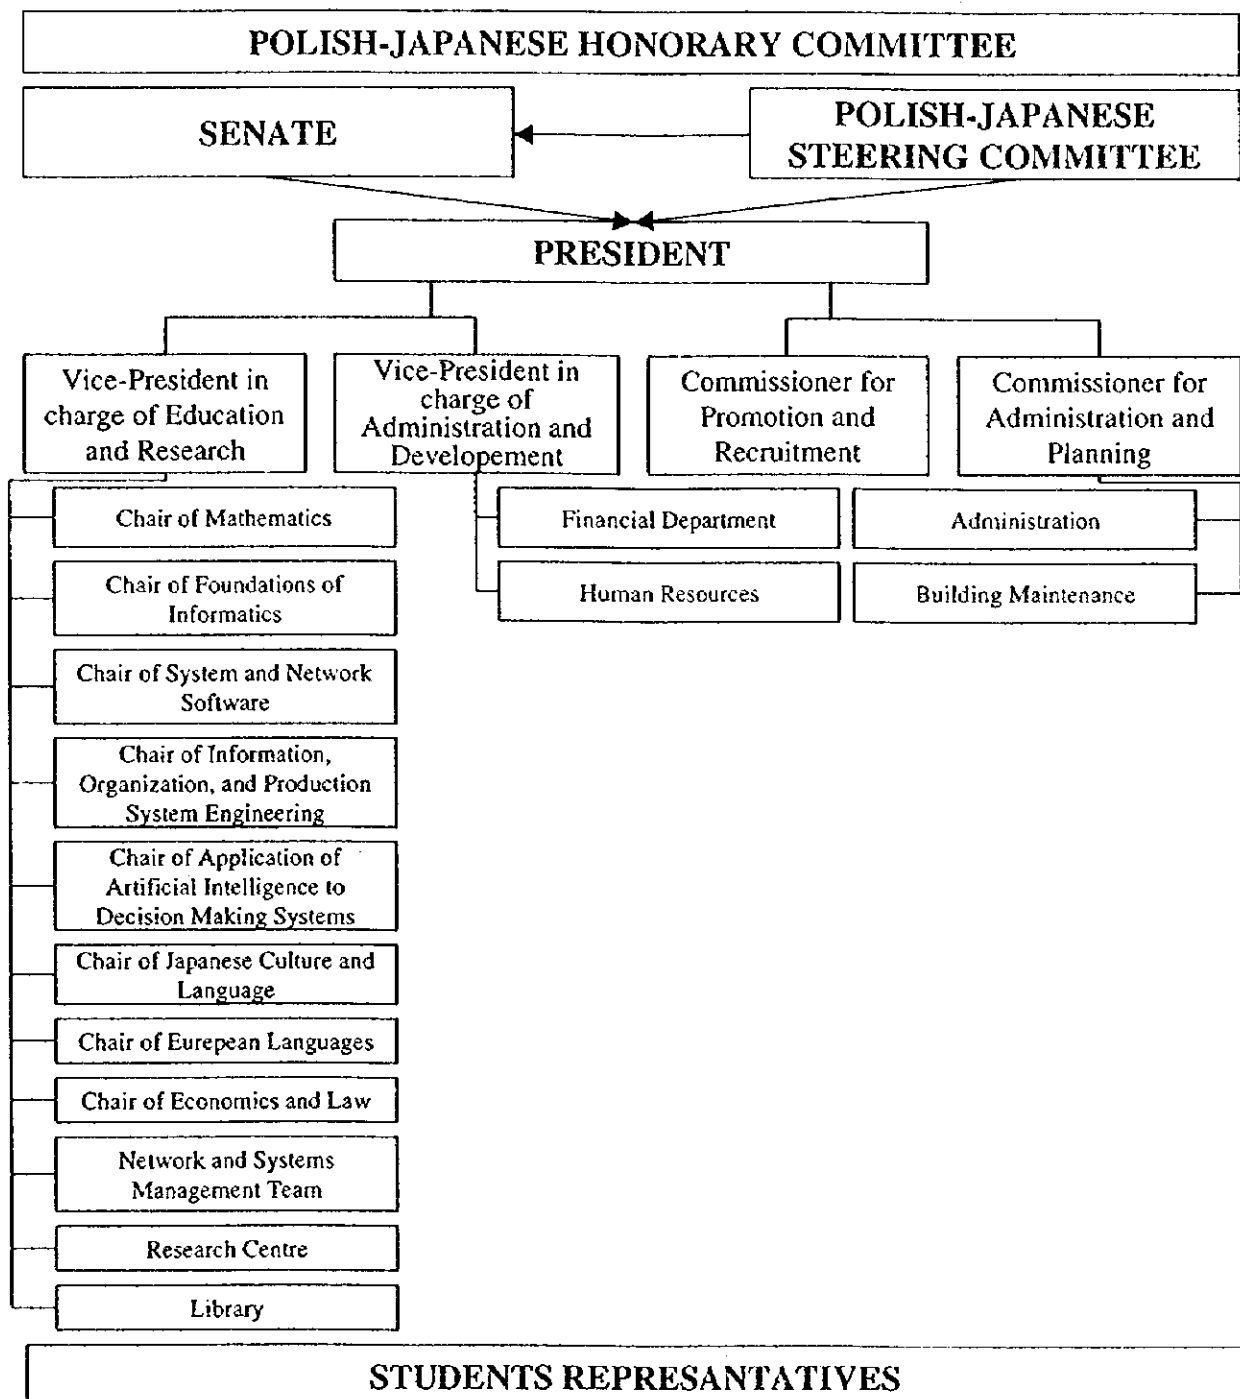 POLISH-JAPANESE HONORARY COMMITTEE
SENATE
POLISH-JAPANESE
STEERING COMMITTEE
PRESIDENT
Vice-President in
charge of Education
and Research
Vice-President in
charge of
Administration and
Developement
Commissioner for
Promotion and
Recruitment
Commissioner for
Administration and
Planning
Chair of Mathematics
Chair of Foundations of
Informatics
Chair of System and Network
Software
Chair of Information,
Organization, and Production
System Engineering
Chair of Application of
Artificial Intelligence to
Decision Making Systems
Chair of Japanese Culture and
Language
Chair of Eurepean Languages
Chair of Economics and Law
Network and Systems
Management Team
Research Centre
Library
Financial Department
Human Resources
Administration
Building Maintenance
STUDENTS REPRESANTATIVES